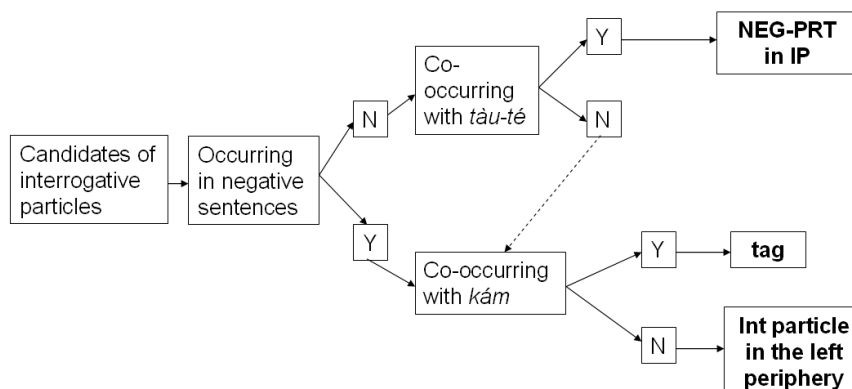 Candidates of
interrogative
particles
Occurring
in negative
sentences
N
Y
Co-
occurring
with tàu-té
Y
N
NEG-PRT
in IP
Co-occurring
with kám
Y
N
tag
Int particle
in the left
periphery